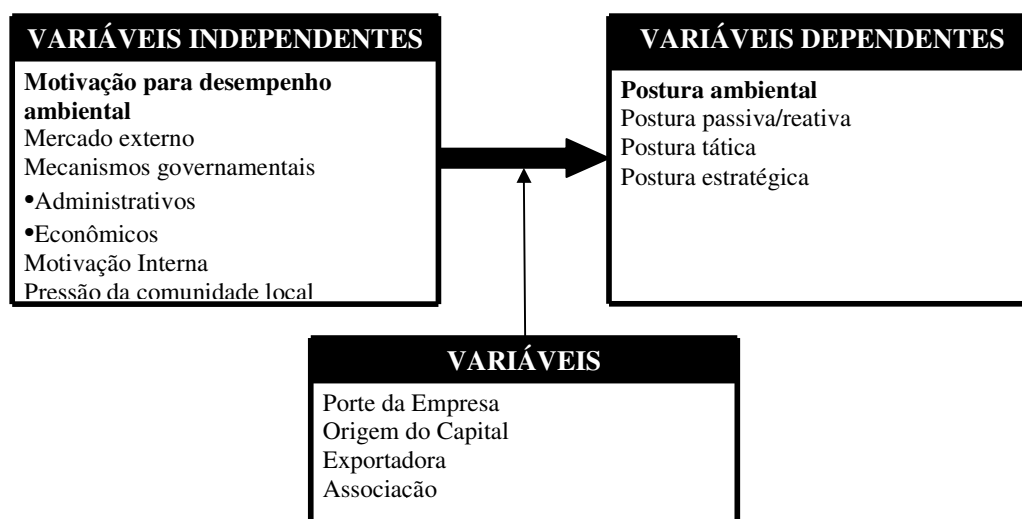 VARIÁVEIS INDEPENDENTES
Motivação para desempenho
ambiental
Mercado externo
Mecanismos governamentais
•Administrativos
•Econômicos
Motivação Interna
Pressão da comunidade local
VARIÁVEIS DEPENDENTES
Postura ambiental
Postura passiva/reativa
Postura tática
Postura estratégica
VARIÁVEIS
Porte da Empresa
Origem do Capital
Exportadora
Associação